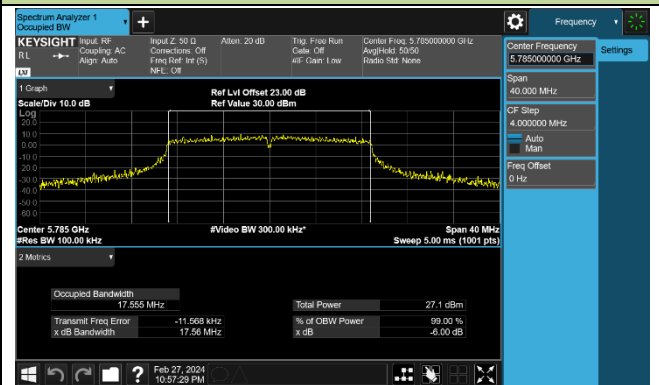 Spectrum Analyzer 1
Occupied BW
Frequency
KEYSIGHT
Input: RF
Coupling: AC
Align: Auto
Input Z: 50 Ω
Corrections: Off
Freq Ref: Int (S)
NFE: Off
Atten: 20 dB
Trig: Free Run
Gate: Off
#IF Gain: Low
Center Freq: 5.785000000 GHz
Avg|Hold: 50/50
Radio Std: None
RL
LXI
Center Frequency
5.785000000 GHz
Settings
Span
40.000 MHz
CF Step
4.000000 MHz
Auto
Man
Freq Offset
0 Hz
1 Graph
Scale/Div 10.0 dB
Ref Lvl Offset 23.00 dB
Ref Value 30.00 dBm
Log
20.0
10.0
0.00
-10.0
-20.0
-30.0
-40.0
-50.0
-60.0
Center 5.785 GHz
#Video BW 300.00 kHz*
Span 40 MHz
#Res BW 100.00 kHz
Sweep 5.00 ms (1001 pts)
2 Metrics
Occupied Bandwidth
17.555 MHz
Total Power 27.1 dBm
Transmit Freq Error -11.568 kHz
% of OBW Power 99.00 %
x dB Bandwidth 17.56 MHz
x dB -6.00 dB
?
Feb 27, 2024
10:57:29 PM